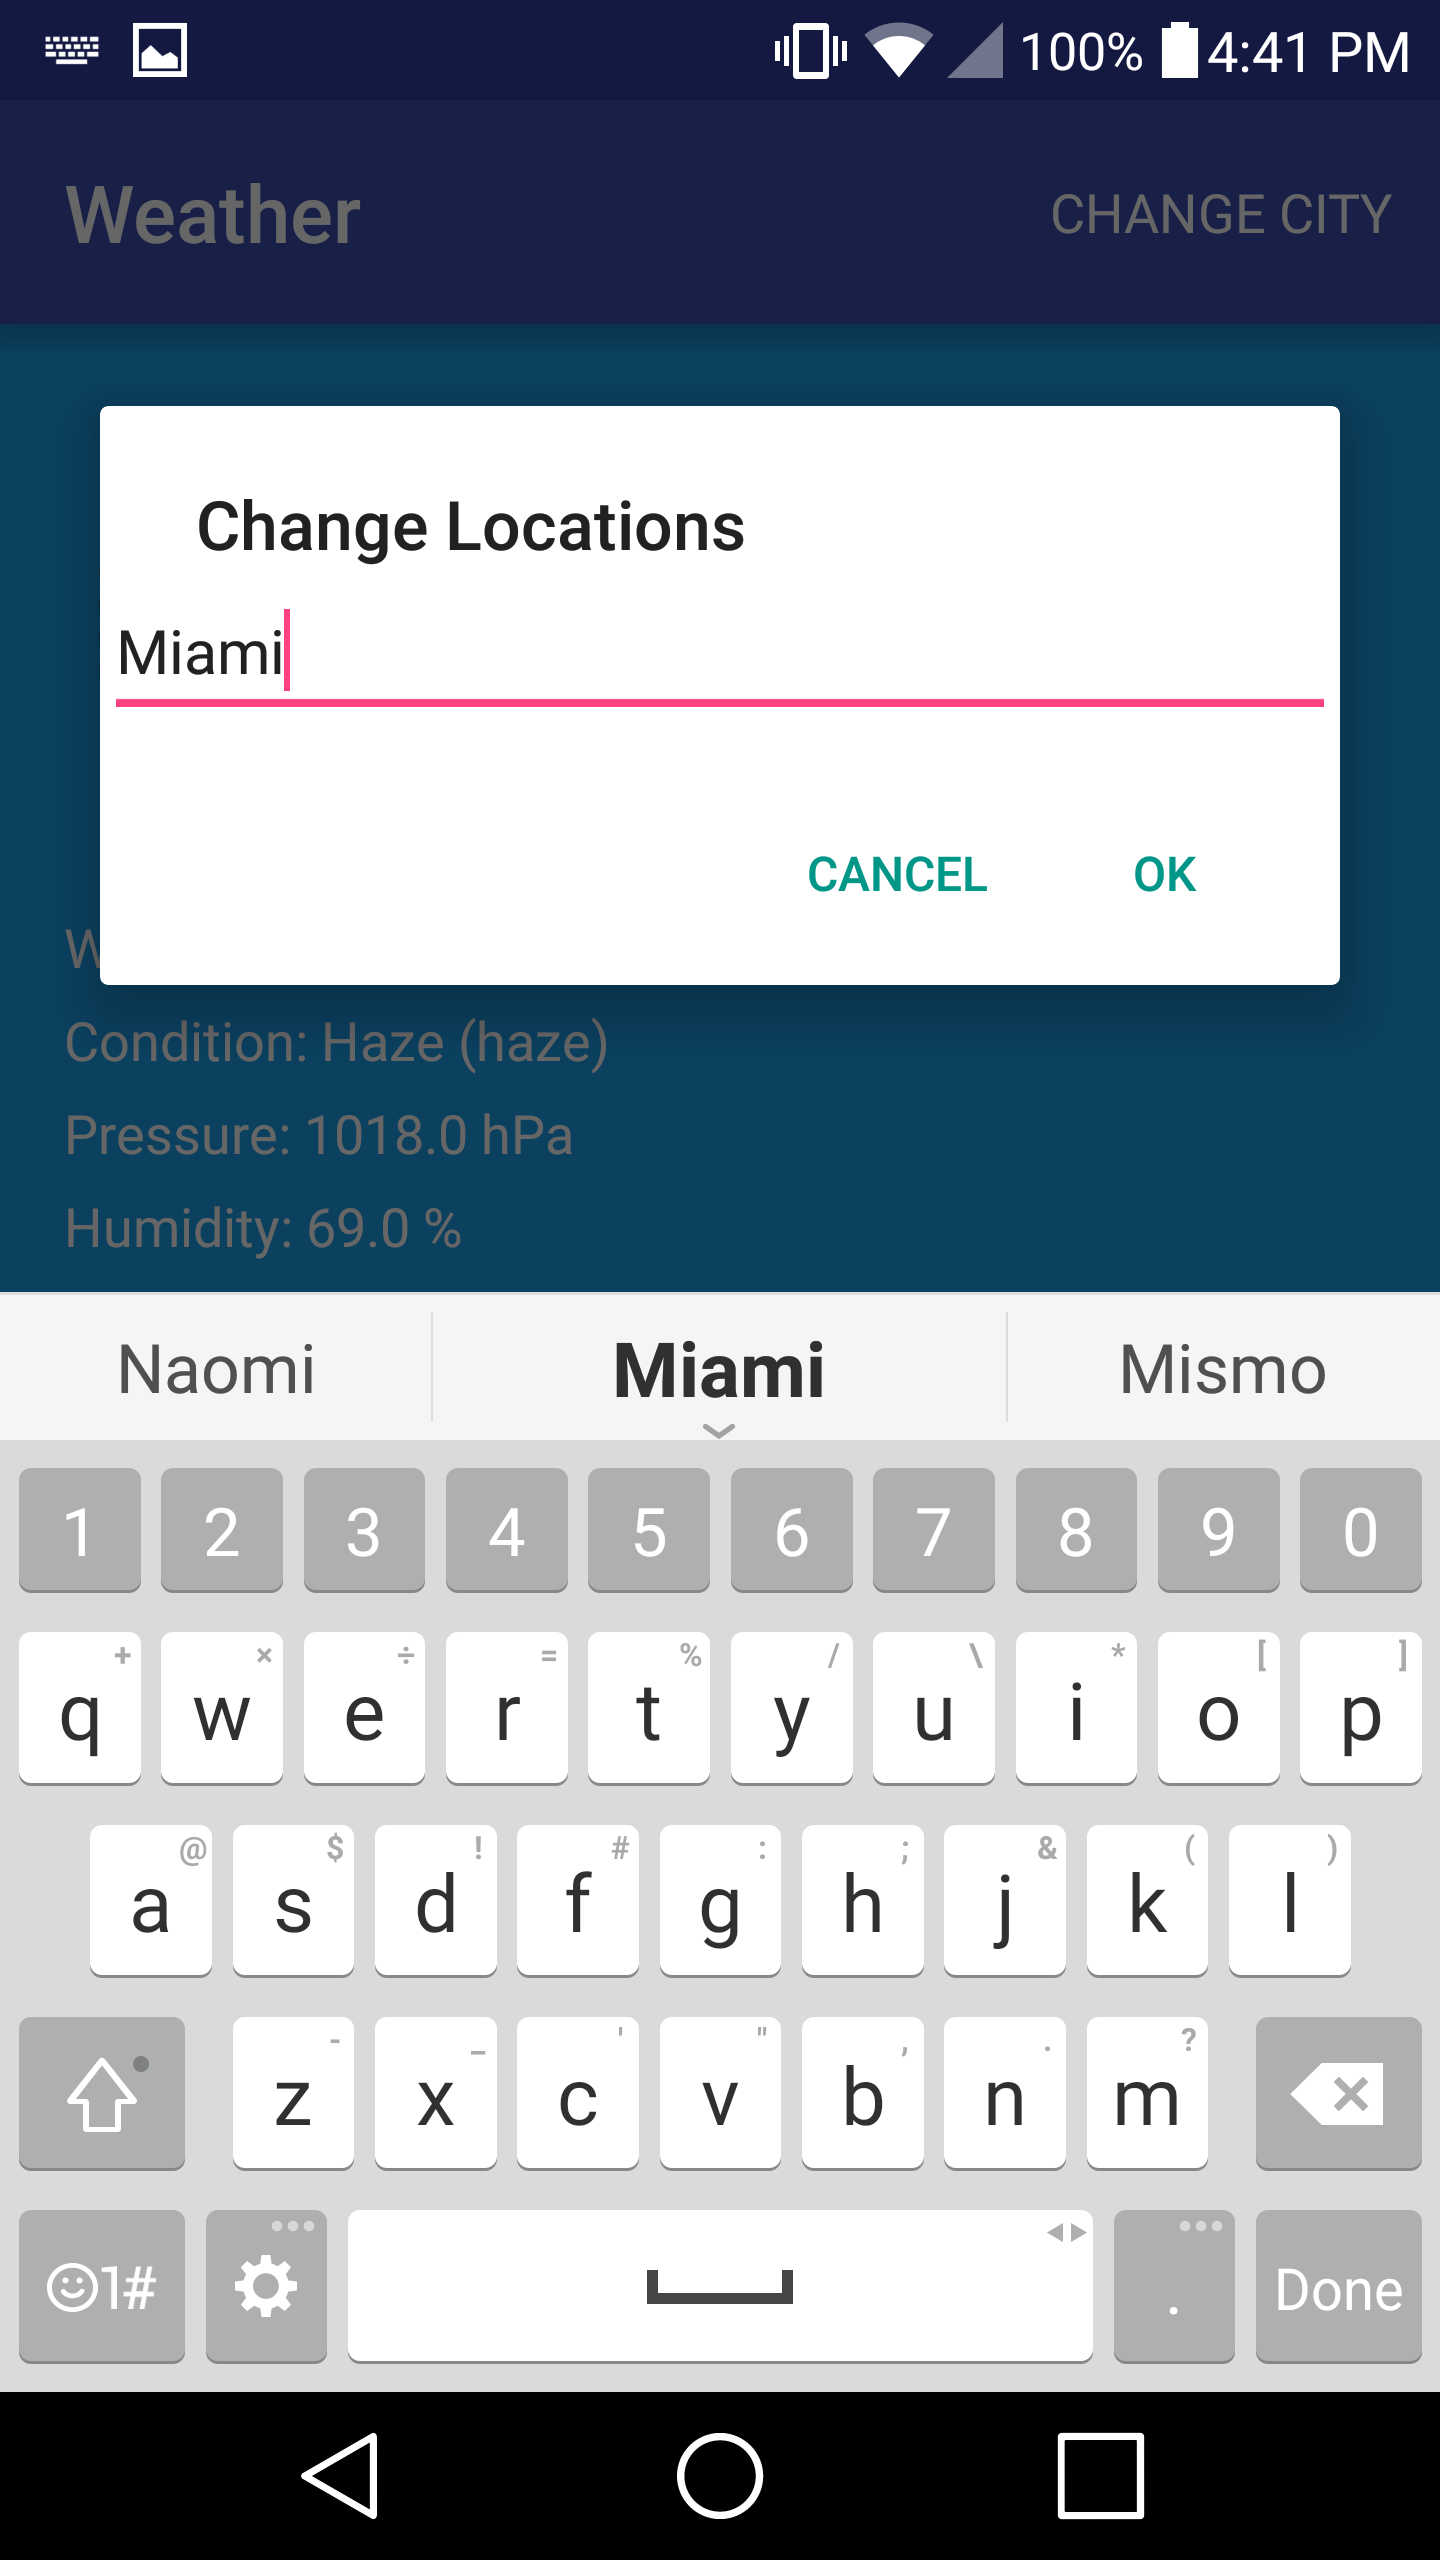 100% 4:41 PM
Weather CHANGE CITY
Change Locations
Miami
CANCEL OK
Condition: Haze (haze)
Pressure: 1018.0 hPa
Humidity: 69.0 %
Naomi Miami Mismo
1 2 3 4 5 6 7 8 9 0
+ × ÷ = % / \ * [ ]
q w e r t y u i o p
@ $ ! # : ; & ( )
a s d f g h j k l
- _ ' " , . ?
z x c v b n m
1# . Done